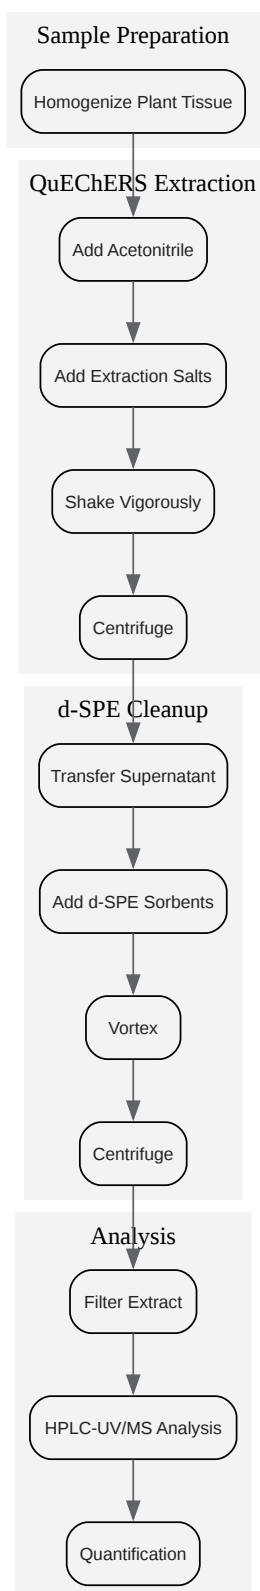 Sample Preparation
Homogenize Plant Tissue
QuEChERS Extraction
Add Acetonitrile
Add Extraction Salts
Shake Vigorously
Centrifuge
d-SPE Cleanup
Transfer Supernatant
Add d-SPE Sorbents
Vortex
Centrifuge
Analysis
Filter Extract
HPLC-UV/MS Analysis
Quantification